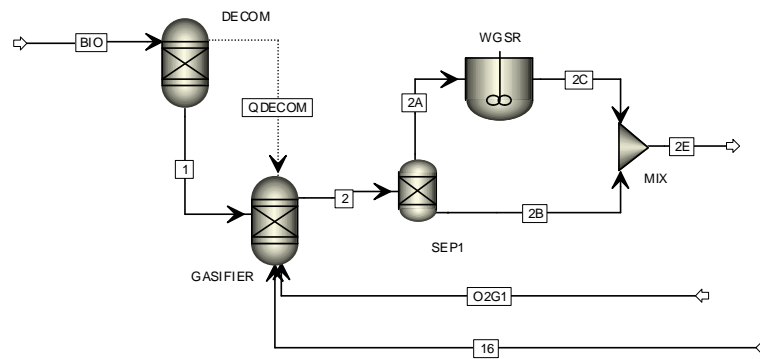 DECOM
BIO
WGSR
2A
2C
QDECOM
2E
1
2
MIX
2B
SEP1
GASIFIER
O2G1
16